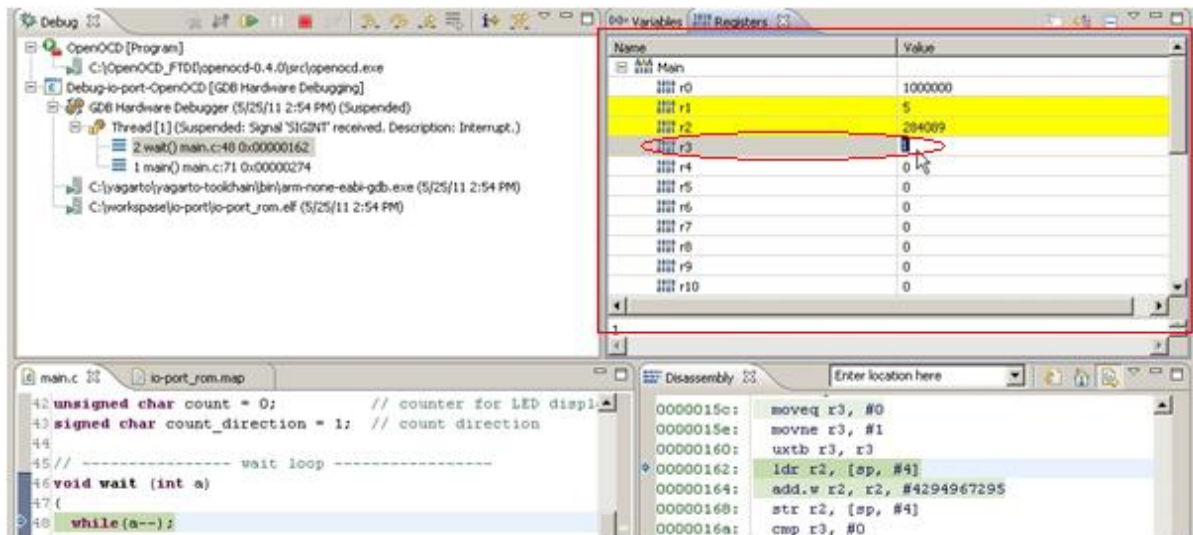 Debug
OpenOCD [Program]
C:\OpenOCD_FTDI\openocd-0.4.0\src\openocd.exe
Debug-io-port-OpenOCD [GDB Hardware Debugging]
GDB Hardware Debugger (5/25/11 2:54 PM) (Suspended)
Thread [1] (Suspended: Signal 'SIGINT' received. Description: Interrupt.)
2 wait() main.c:48 0x00000162
1 main() main.c:71 0x00000274
C:\yagarto\yagarto-toolchain\bin\arm-none-eabi-gdb.exe (5/25/11 2:54 PM)
C:\workspase\io-port\io-port_rom.elf (5/25/11 2:54 PM)
Variables Registers
Name Value
Main
r0 1000000
r1 5
r2 284089
r3 1
r4 0
r5 0
r6 0
r7 0
r8 0
r9 0
r10 0
1
main.c io-port_rom.map
42 unsigned char count = 0; // counter for LED displ
43 signed char count_direction = 1; // count direction
44
45 // ---------------- wait loop -----------------
46 void wait (int a)
47 {
48 while(a--);
Disassembly Enter location here
0000015c: moveq r3, #0
0000015e: movne r3, #1
00000160: uxtb r3, r3
00000162: ldr r2, [sp, #4]
00000164: add.w r2, r2, #4294967295
00000168: str r2, [sp, #4]
0000016a: cmp r3, #0